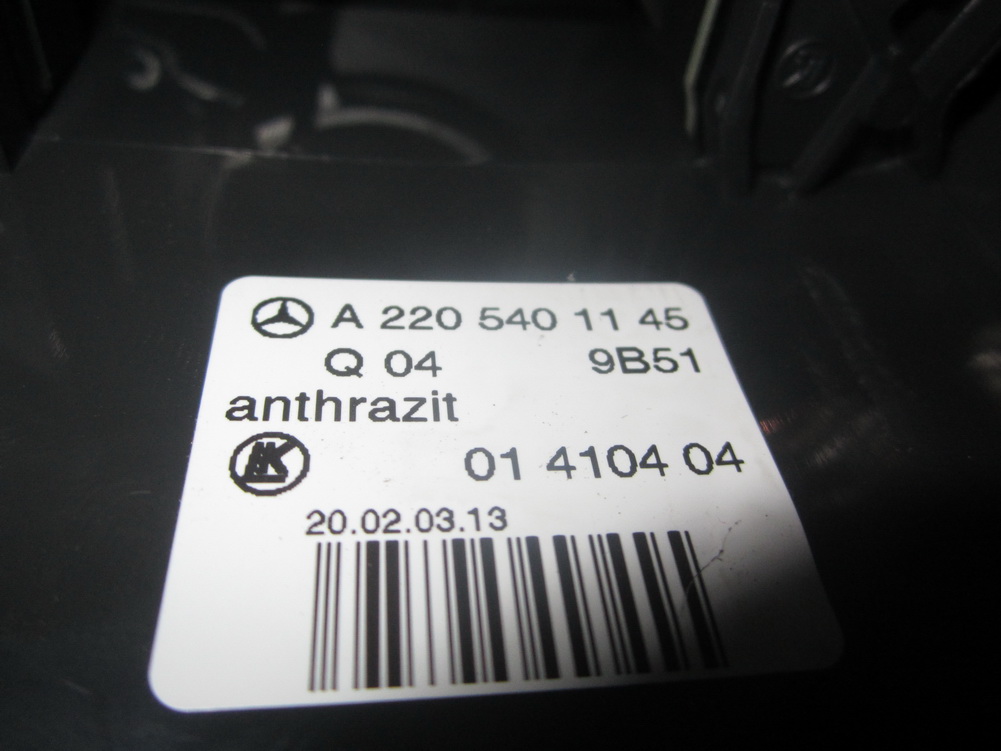 A 220 540 11 45
Q 04 9B51
anthrazit
K 01 4104 04
20.02.03.13